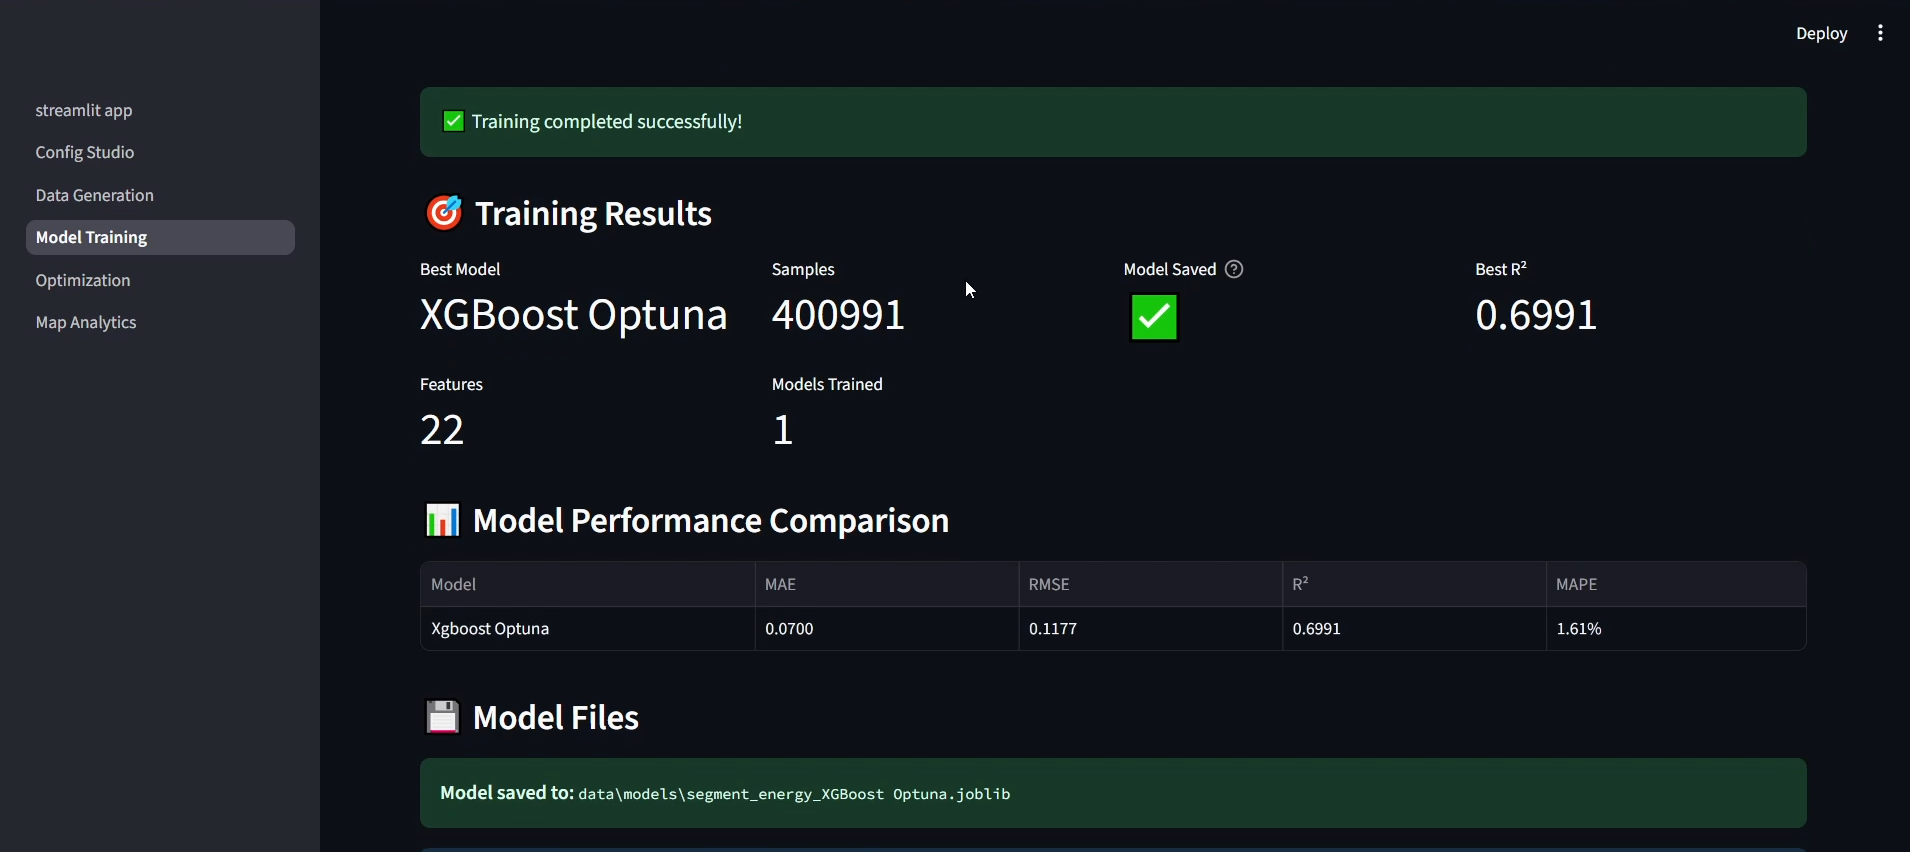 Deploy
streamlit app
Config Studio
Data Generation
Model Training
Optimization
Map Analytics
Training completed successfully!
Training Results
Best Model
XGBoost Optuna
Samples
400991
Model Saved
Best R²
0.6991
Features
22
Models Trained
1
Model Performance Comparison
Model MAE RMSE R² MAPE
Xgboost Optuna 0.0700 0.1177 0.6991 1.61%
Model Files
Model saved to: data\models\segment_energy_XGBoost Optuna.joblib